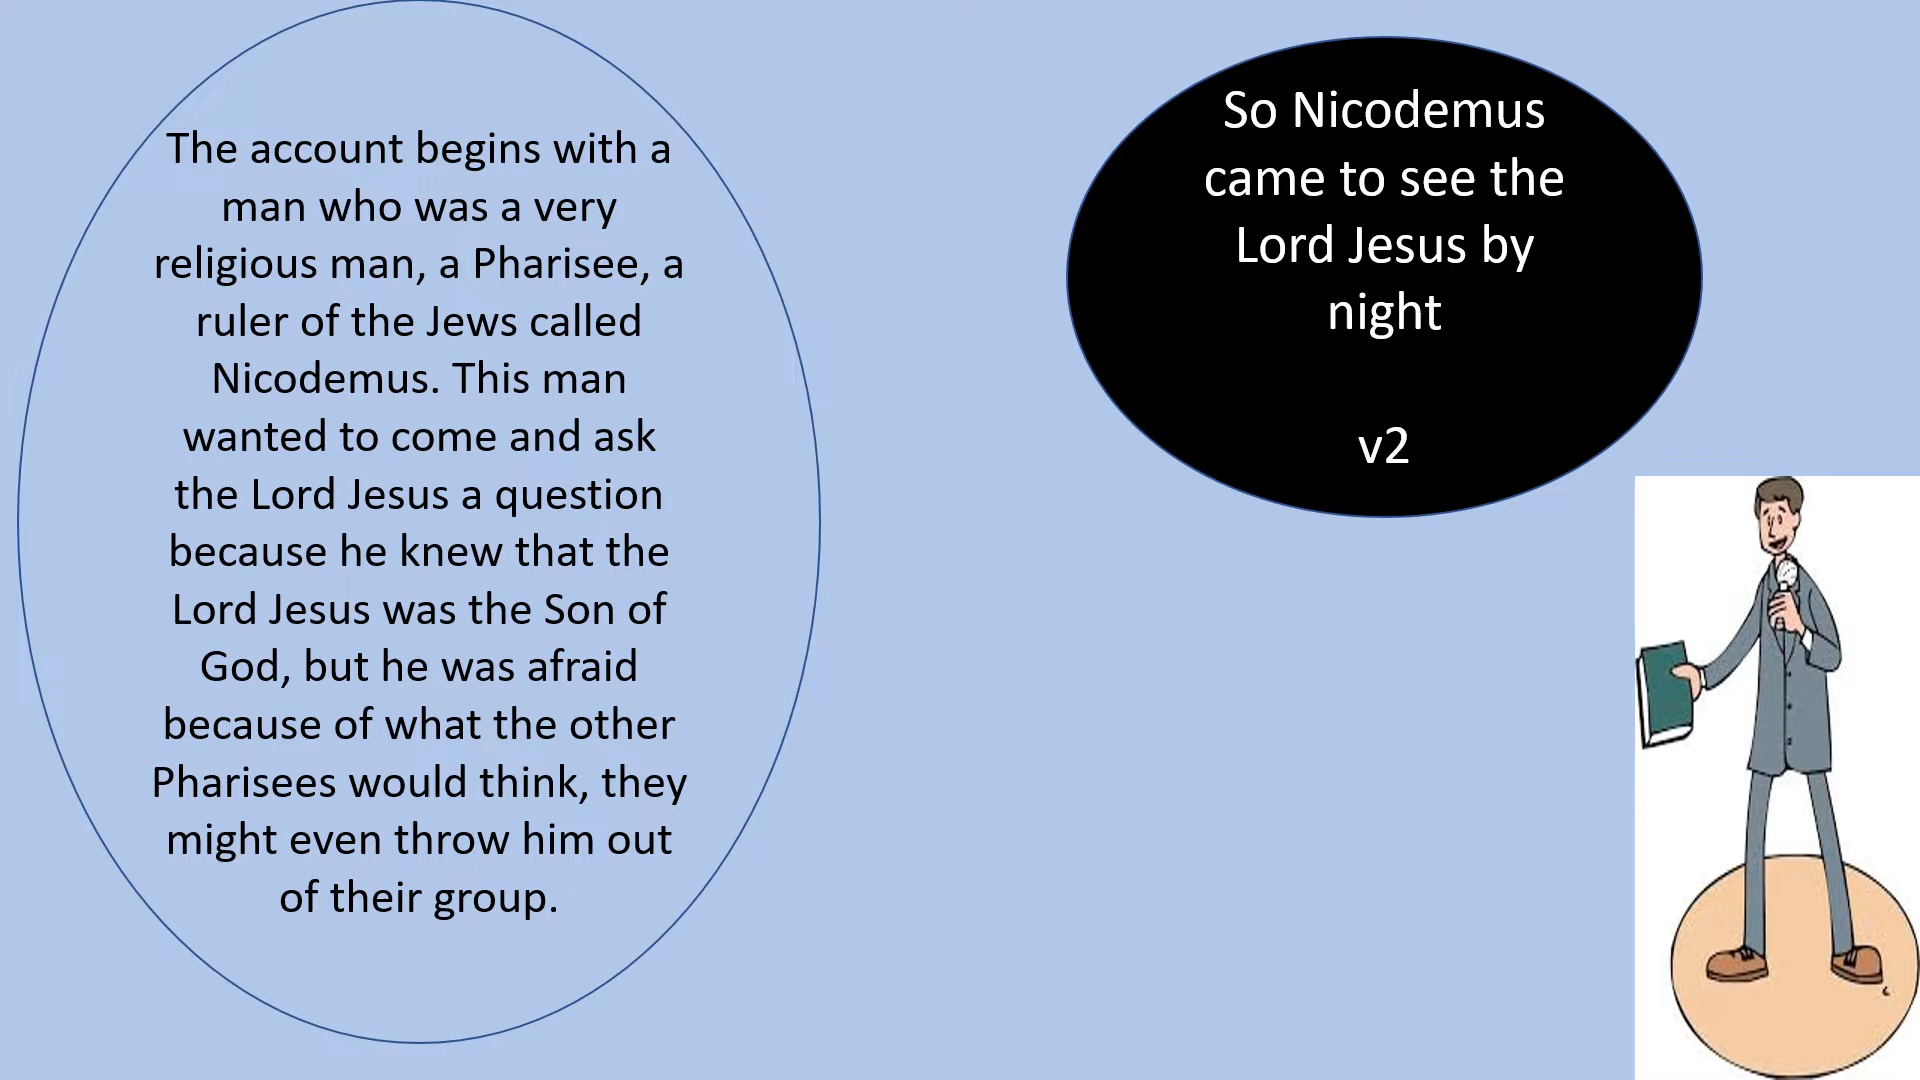 The account begins with a
man who was a very
religious man, a Pharisee, a
ruler of the Jews called
Nicodemus. This man
wanted to come and ask
the Lord Jesus a question
because he knew that the
Lord Jesus was the Son of
God, but he was afraid
because of what the other
Pharisees would think, they
might even throw him out
of their group.
So Nicodemus
came to see the
Lord Jesus by
night
v2